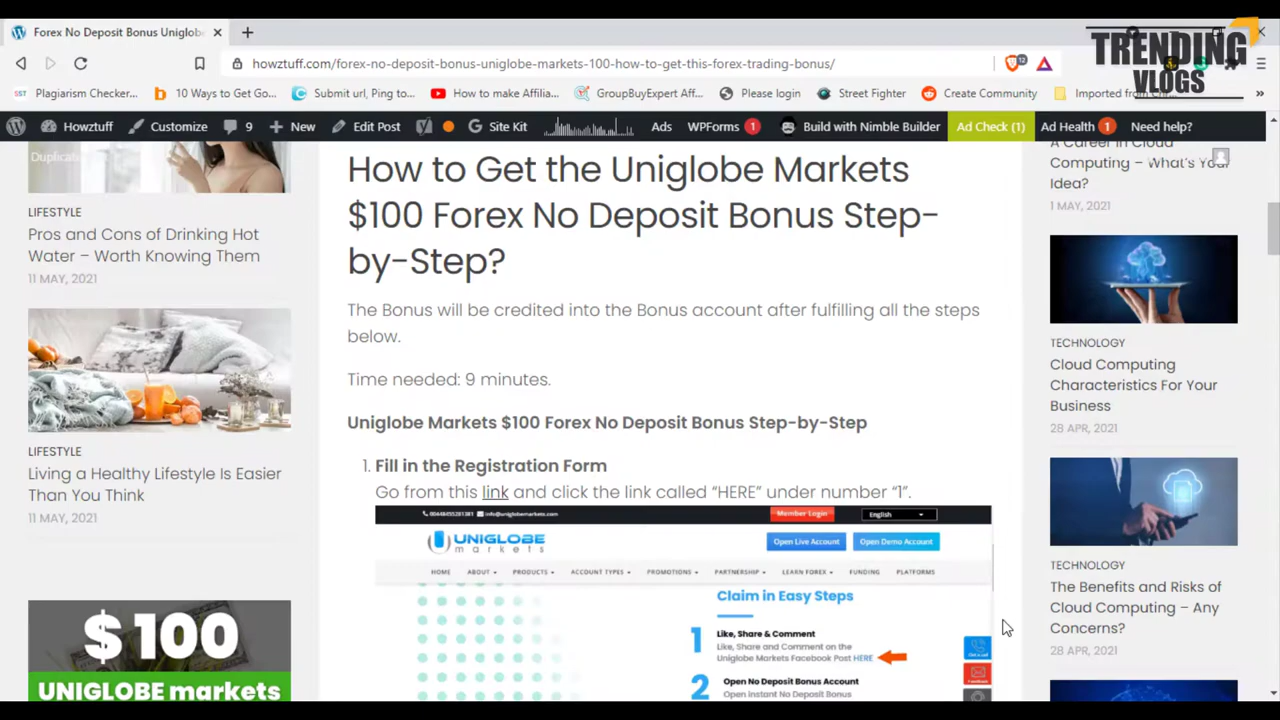 Forex No Deposit Bonus Uniglob
TRENDING
VLOGS
howztuff.com/forex-no-deposit-bonus-uniglobe-markets-100-how-to-get-this-forex-trading-bonus/
12
Plagiarism Checker...
10 Ways to Get Go...
Submit url, Ping to...
How to make Affilia...
GroupBuyExpert Aff...
Please login
Street Fighter
Create Community
Imported
Howztuff
Customize
9
New
Edit Post
Site Kit
Ads
WPForms 1
Build with Nimble Builder
Ad Check (1)
Ad Health 1
Need help?
Duplicat
LIFESTYLE
Pros and Cons of Drinking Hot
Water – Worth Knowing Them
11 MAY, 2021
LIFESTYLE
Living a Healthy Lifestyle Is Easier
Than You Think
11 MAY, 2021
$100
UNIGLOBE markets
How to Get the Uniglobe Markets
$100 Forex No Deposit Bonus Step-
by-Step?
The Bonus will be credited into the Bonus account after fulfilling all the steps
below.
Time needed: 9 minutes.
Uniglobe Markets $100 Forex No Deposit Bonus Step-by-Step
1. Fill in the Registration Form
Go from this link and click the link called “HERE” under number “1”.
info@uniglobemarkets.com
Member Login
English
UNIGLOBE
markets
Open Live Account
Open Demo Account
HOME
ABOUT
PRODUCTS
ACCOUNT TYPES
PROMOTIONS
PARTNERSHIP
LEARN FOREX
FUNDING
PLATFORMS
Claim in Easy Steps
1
Like, Share & Comment
Like, Share and Comment on the
Uniglobe Markets Facebook Post HERE
2
Open No Deposit Bonus Account
Open Instant No Deposit Bonus
A Career in Cloud
Computing – What's Your
Idea?
1 MAY, 2021
TECHNOLOGY
Cloud Computing
Characteristics For Your
Business
28 APR, 2021
TECHNOLOGY
The Benefits and Risks of
Cloud Computing – Any
Concerns?
28 APR, 2021